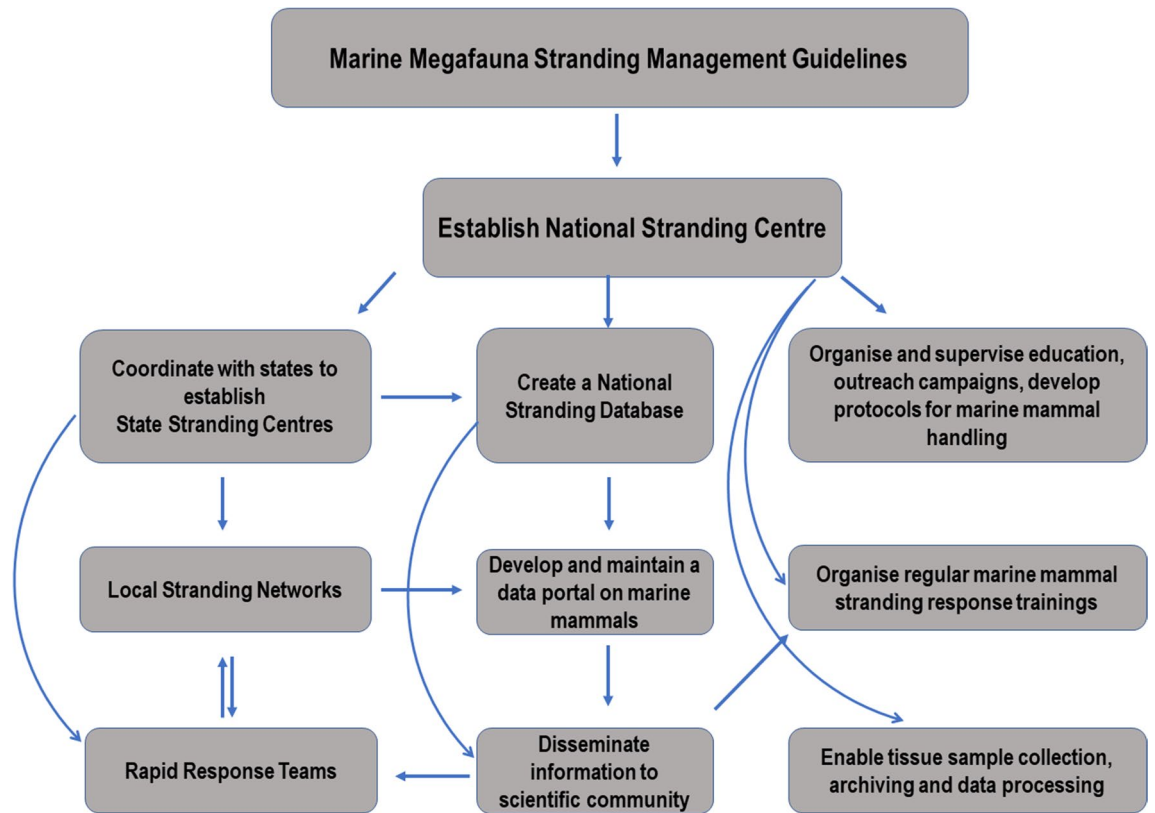 Marine Megafauna Stranding Management Guidelines
Establish National Stranding Centre
Coordinate with states to
establish
State Stranding Centres
Create a National
Stranding Database
Organise and supervise education,
outreach campaigns, develop
protocols for marine mammal
handling
Local Stranding Networks
Develop and maintain a
data portal on marine
mammals
Organise regular marine mammal
stranding response trainings
Rapid Response Teams
Disseminate
information to
scientific community
Enable tissue sample collection,
archiving and data processing